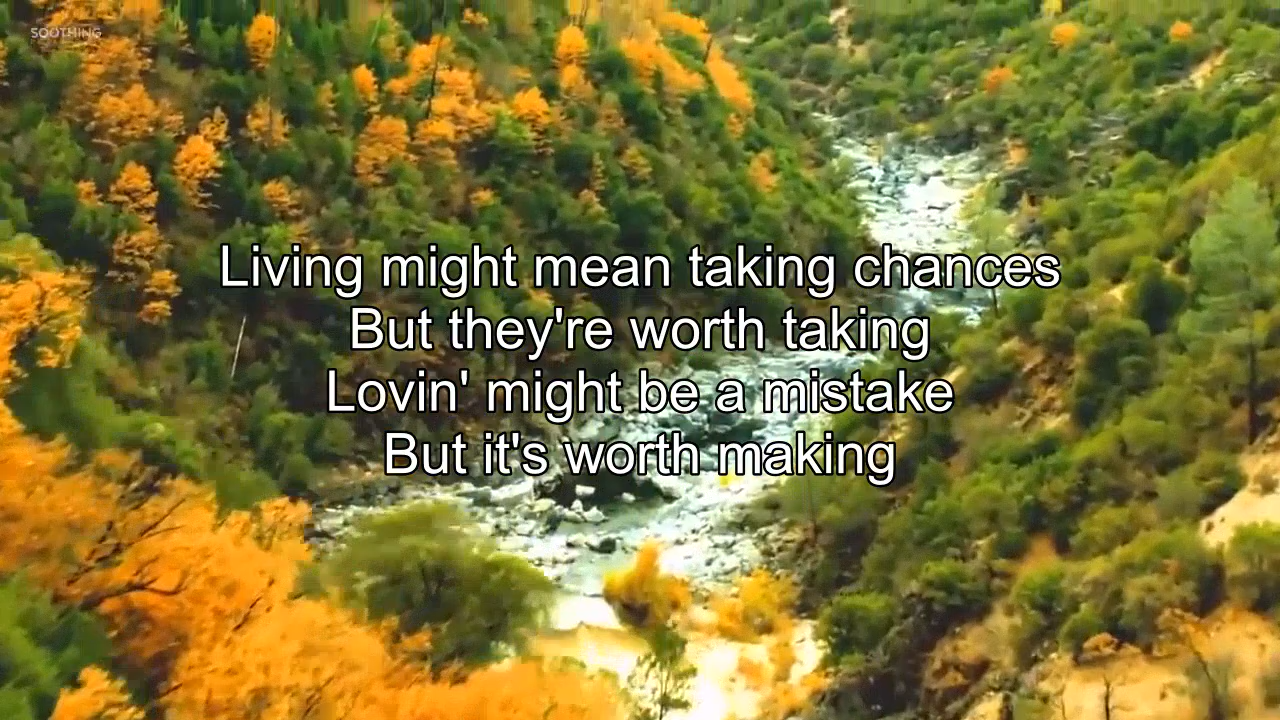 SOOTHING
Living might mean taking chances
But they're worth taking
Lovin' might be a mistake
But it's worth making